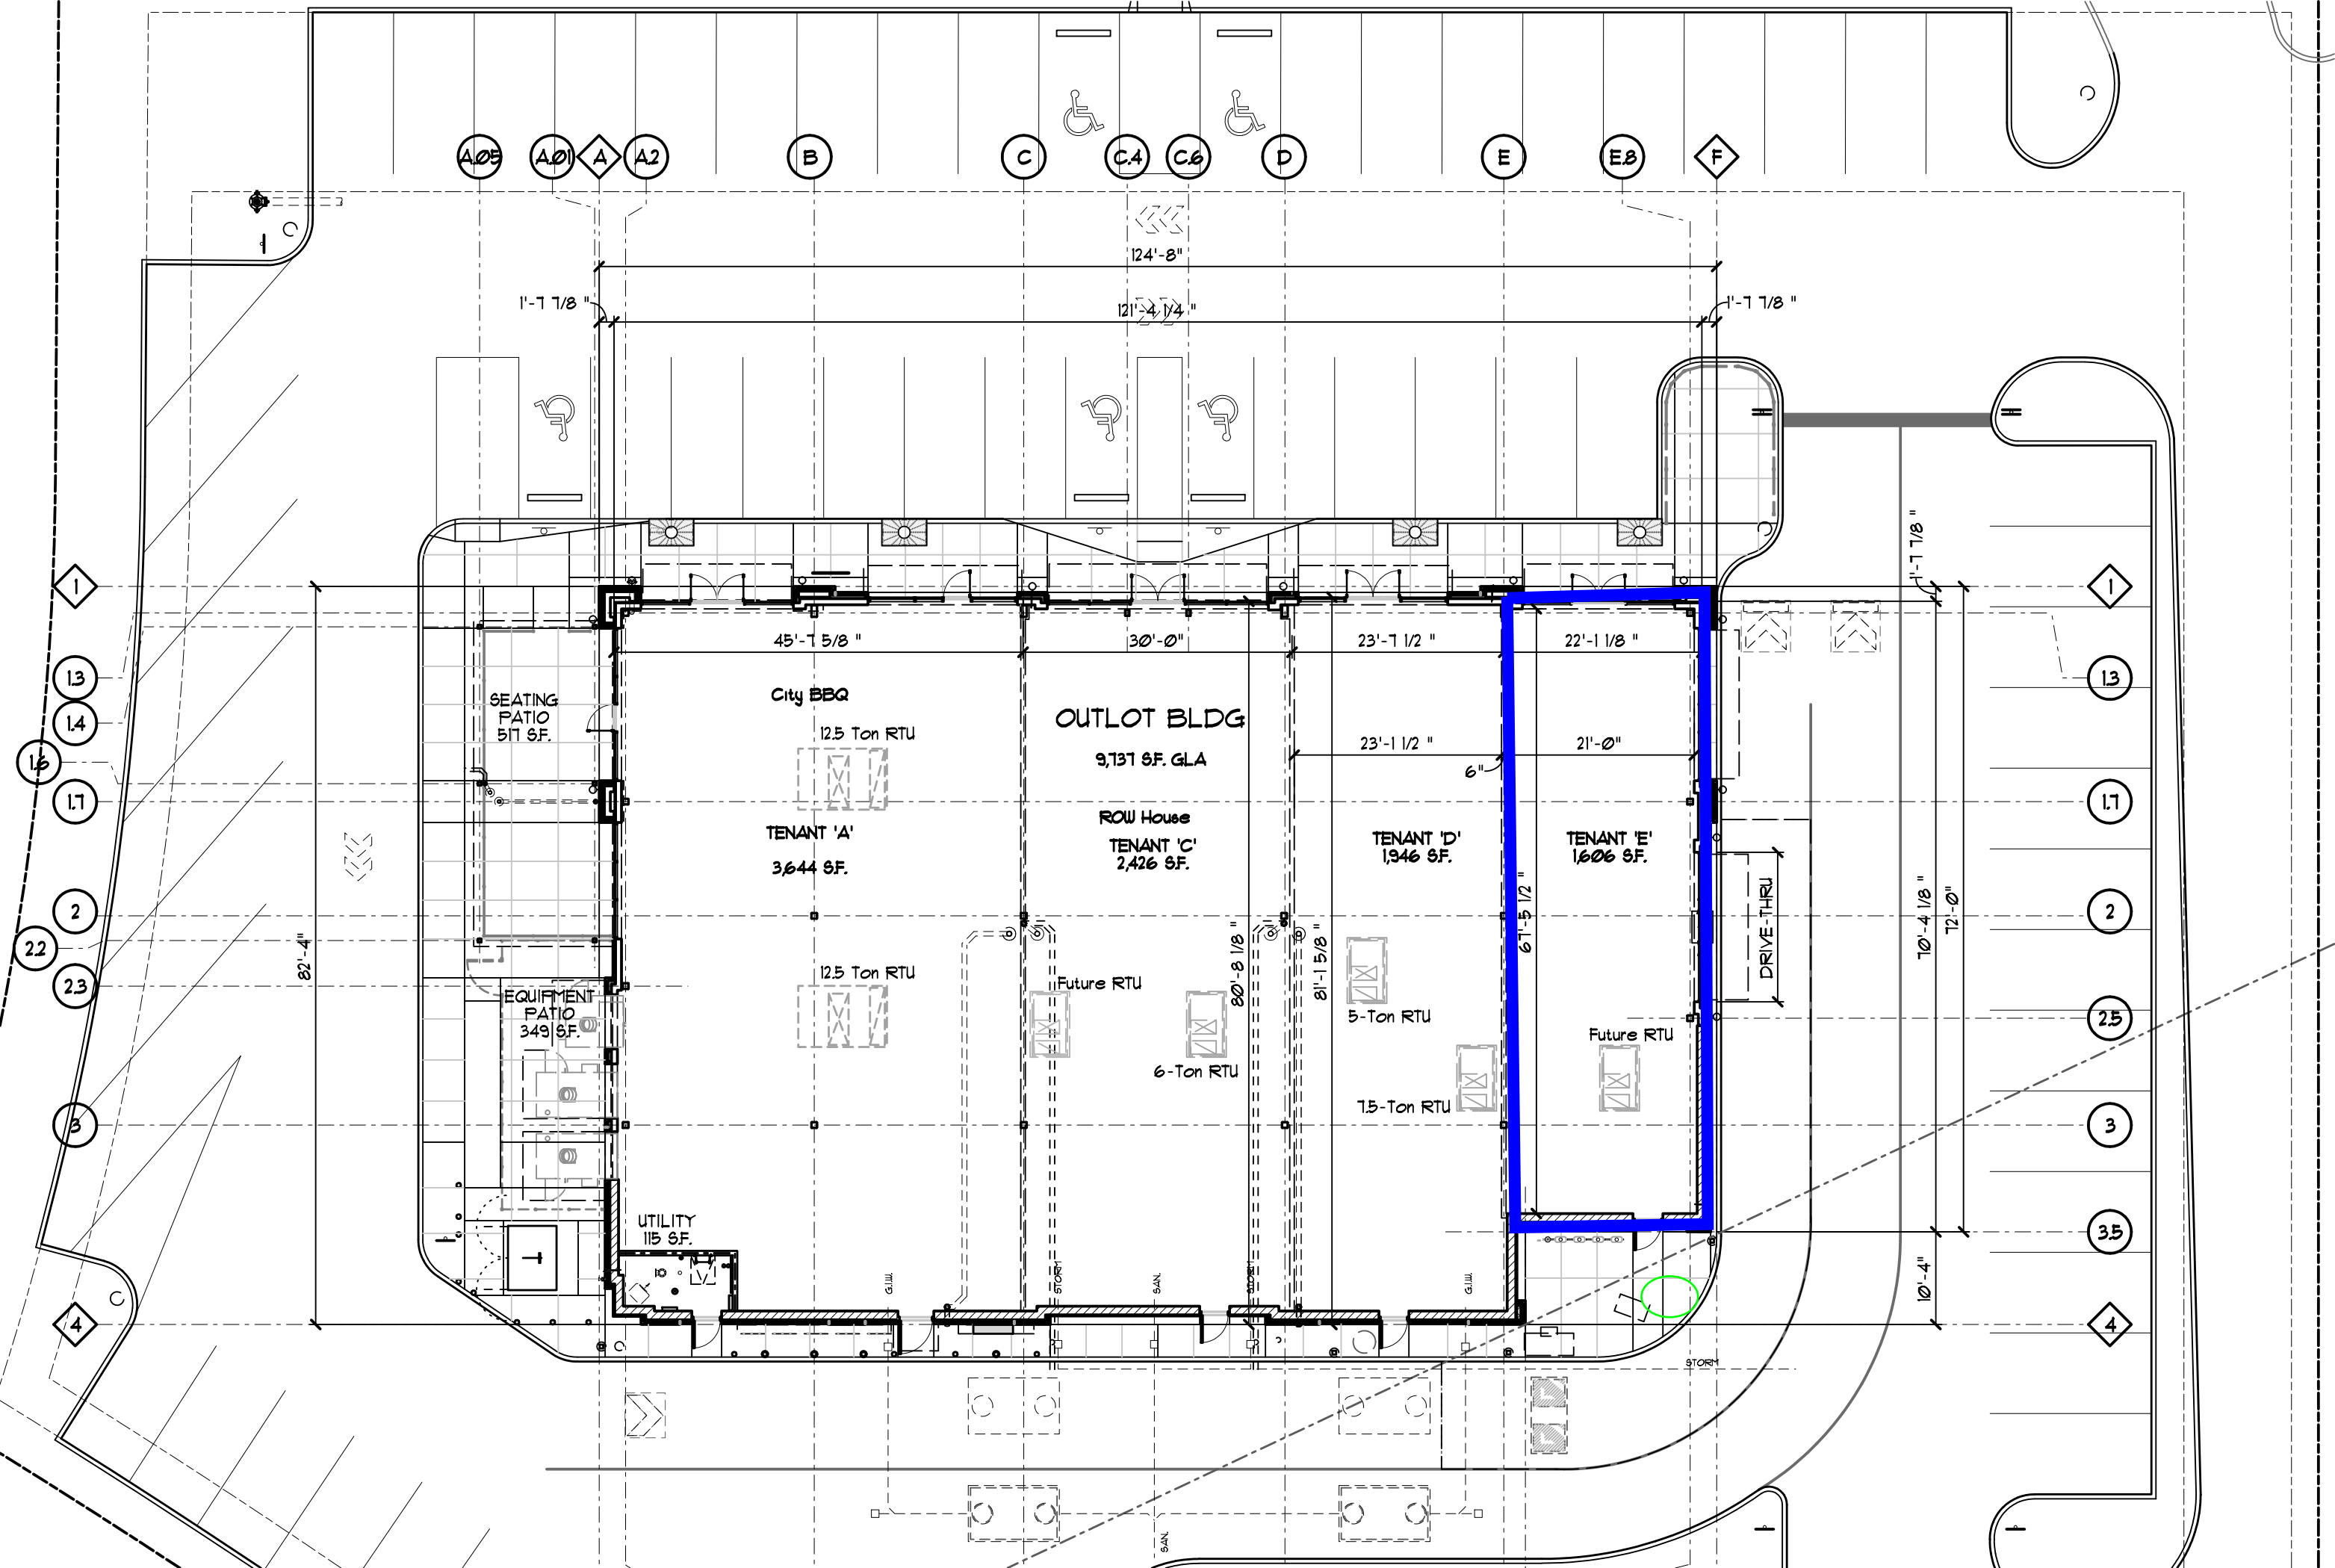 A.05
A.01
A
A.2
B
C
C.4
C.6
D
E
E.8
F
124'-8"
1'-7 7/8 "
121'-4 1/4 "
1'-7 7/8 "
1'-7 7/8 "
1
1
45'-7 5/8 "
30'-0"
23'-7 1/2 "
22'-1 1/8 "
1.3
1.3
1.4
SEATING
PATIO
517 S.F.
City BBQ
12.5 Ton RTU
OUTLOT BLDG
9,737 S.F. GLA
23'-1 1/2 "
21'-0"
6"
1.6
1.7
1.7
TENANT 'A'
3,644 S.F.
ROW House
TENANT 'C'
2,426 S.F.
TENANT 'D'
1,946 S.F.
TENANT 'E'
1,606 S.F.
2
2
2.2
82'-4"
80'-8 1/8 "
81'-1 5/8 "
67'-5 1/2 "
DRIVE-THRU
70'-4 1/8 "
72'-0"
2.3
12.5 Ton RTU
Future RTU
EQUIPMENT
PATIO
349 S.F.
5-Ton RTU
2.5
Future RTU
6-Ton RTU
7.5-Ton RTU
3
3
UTILITY
115 S.F.
3.5
G.I.W.
STORM
SAN.
STORM
G.I.W.
10'-4"
4
4
STORM
SAN.